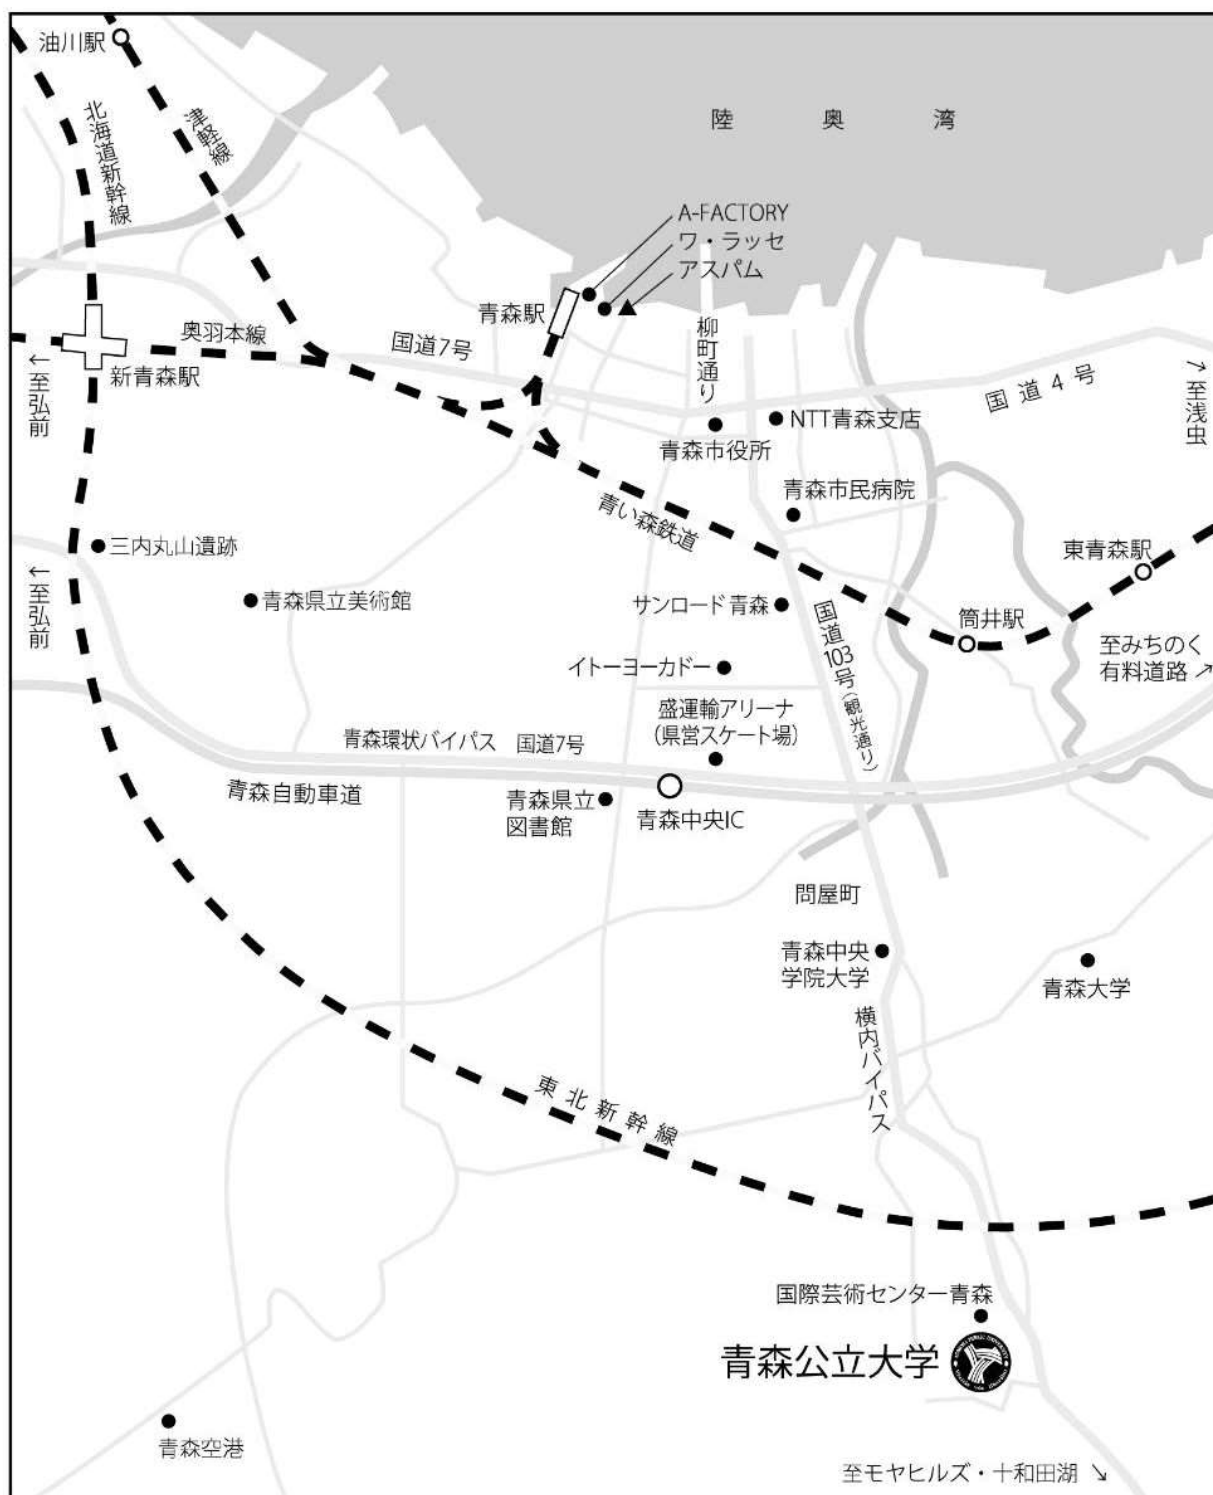 油川駅
北海道新幹線
津軽線
陸奥湾
A-FACTORY
ワ・ラッセ
アスパム
青森駅
奥羽本線
国道7号
柳町通り
新青森駅
←至弘前
国道4号
↗至浅虫
NTT青森支店
青森市役所
青森市民病院
青い森鉄道
三内丸山遺跡
東青森駅
←至弘前
青森県立美術館
サンロード青森
国道103号(観光通り)
筒井駅
至みちのく
有料道路↗
イトーヨーカドー
盛運輸アリーナ
(県営スケート場)
青森環状バイパス 国道7号
青森自動車道
青森県立
図書館
青森中央IC
問屋町
青森中央
学院大学
青森大学
横内バイパス
東北新幹線
国際芸術センター青森
青森公立大学
青森空港
至モヤヒルズ・十和田湖↘